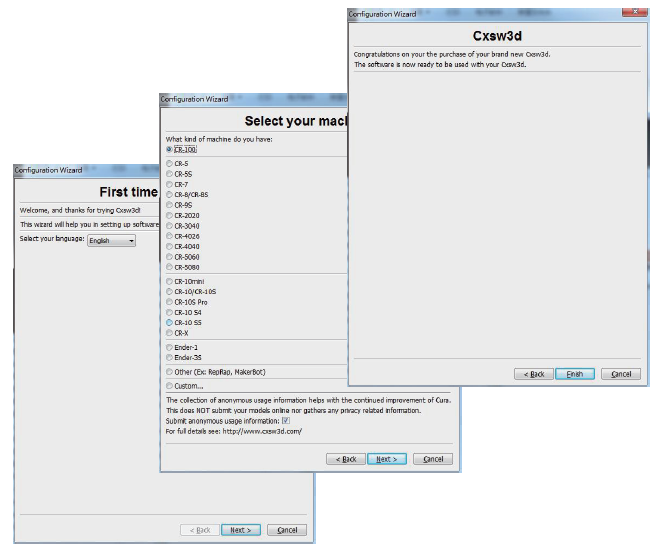 Configuration Wizard
First time
Welcome, and thanks for trying Cxsw3d!
This wizard will help you in setting up software
Select your language: English
< Back Next > Cancel
Configuration Wizard
Select your macl
What kind of machine do you have:
CR-100
CR-5
CR-5S
CR-7
CR-8/CR-8S
CR-9S
CR-2020
CR-3040
CR-4026
CR-4040
CR-5060
CR-5080
CR-10mini
CR-10/CR-10S
CR-10S Pro
CR-10 S4
CR-10 S5
CR-X
Ender-1
Ender-3S
Other (Ex: RepRap, MakerBot)
Custom...
The collection of anonymous usage information helps with the continued improvement of Cura.
This does NOT submit your models online nor gathers any privacy related information.
Submit anonymous usage information:
For full details see: http://www.cxsw3d.com/
< Back Next > Cancel
Configuration Wizard
Cxsw3d
Congratulations on your the purchase of your brand new Cxsw3d.
The software is now ready to be used with your Cxsw3d.
< Back Finish Cancel